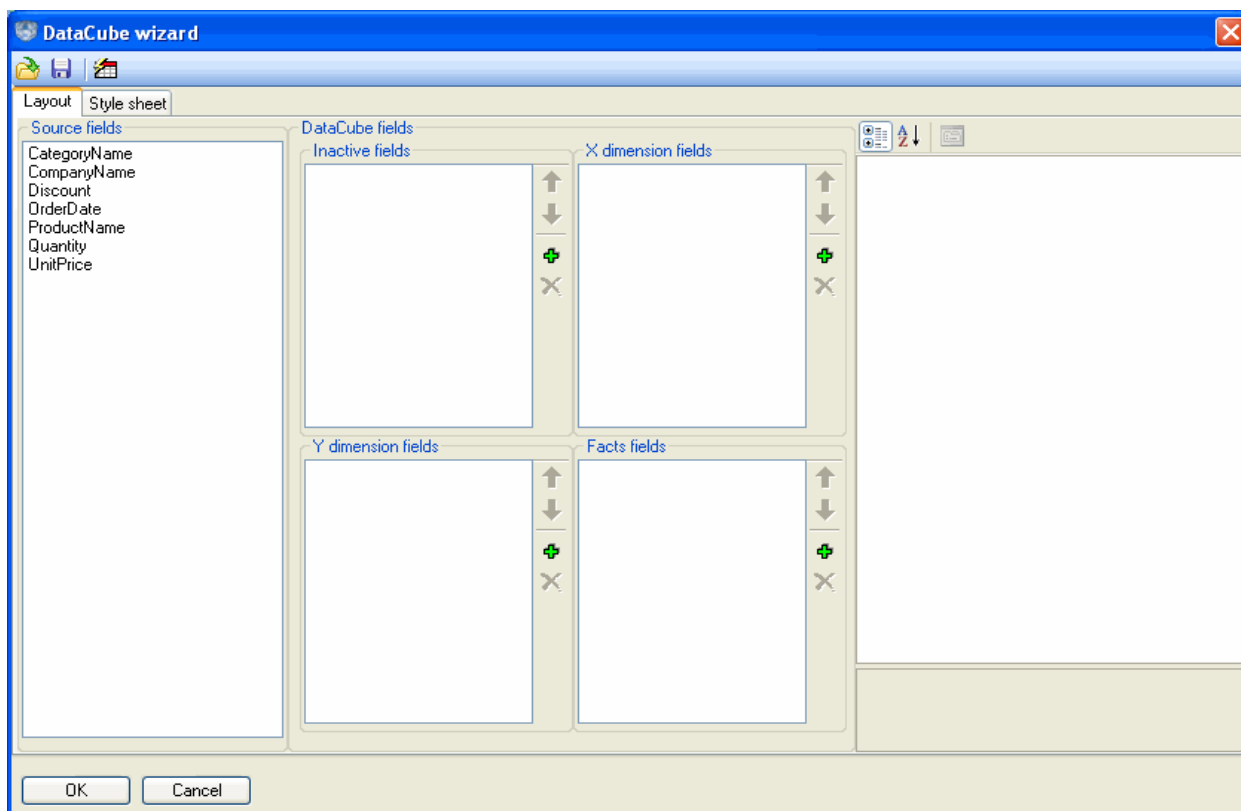 DataCube wizard
Layout
Style sheet
Source fields
CategoryName
CompanyName
Discount
OrderDate
ProductName
Quantity
UnitPrice
DataCube fields
Inactive fields
X dimension fields
Y dimension fields
Facts fields
A
Z
OK
Cancel